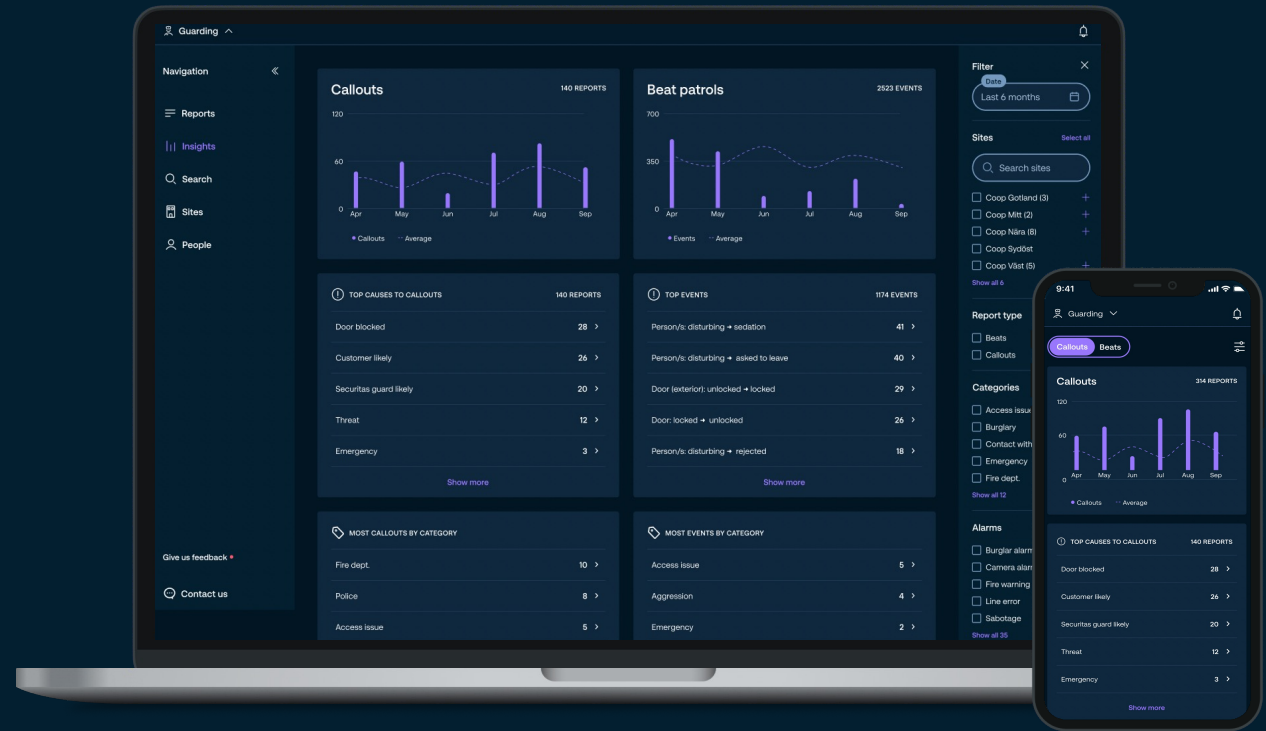 Guarding
Navigation
Reports
Insights
Search
Sites
People
Give us feedback
Contact us
Callouts
140 REPORTS
120
60
0
Apr May Jun Jul Aug Sep
Callouts Average
Beat patrols
2523 EVENTS
700
350
0
Apr May Jun Jul Aug Sep
Events Average
TOP CAUSES TO CALLOUTS 140 REPORTS
Door blocked 28
Customer likely 26
Securitas guard likely 20
Threat 12
Emergency 3
Show more
TOP EVENTS 1174 EVENTS
Person/s: disturbing → sedation 41
Person/s: disturbing → asked to leave 40
Door (exterior): unlocked → locked 29
Door: locked → unlocked 26
Person/s: disturbing → rejected 18
Show more
MOST CALLOUTS BY CATEGORY
Fire dept. 10
Police 8
Access issue 5
MOST EVENTS BY CATEGORY
Access issue 5
Aggression 4
Emergency 2
Filter
Date
Last 6 months
Sites Select all
Search sites
Coop Gotland (3)
Coop Mitt (2)
Coop Nära (8)
Coop Sydöst
Coop Väst (5)
Show all 6
Report type
Beats
Callouts
Categories
Access issu
Burglary
Contact with
Emergency
Fire dept.
Show all 12
Alarms
Burglar alarm
Camera alarm
Fire warning
Line error
Sabotage
Show all 35
9:41
Guarding
Callouts Beats
Callouts 314 REPORTS
120
60
0
Apr May Jun Jul Aug Sep
Callouts Average
TOP CAUSES TO CALLOUTS 140 REPORTS
Door blocked 28
Customer likely 26
Securitas guard likely 20
Threat 12
Emergency 3
Show more